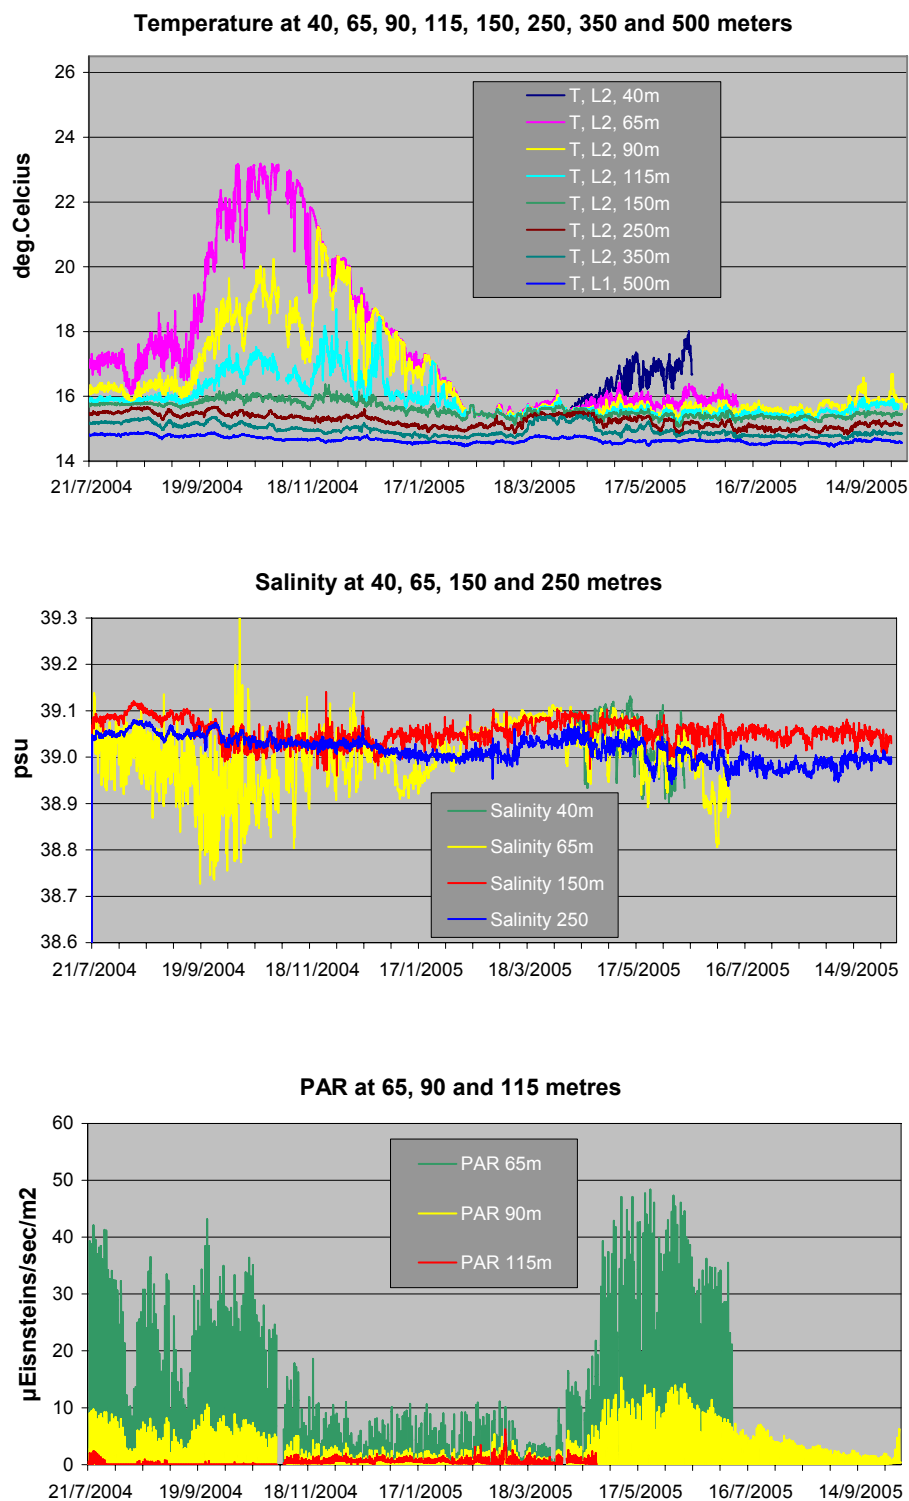 Temperature at 40, 65, 90, 115, 150, 250, 350 and 500 meters
deg.Celcius
26
24
22
20
18
16
14
T, L2, 40m
T, L2, 65m
T, L2, 90m
T, L2, 115m
T, L2, 150m
T, L2, 250m
T, L2, 350m
T, L1, 500m
21/7/2004 19/9/2004 18/11/2004 17/1/2005 18/3/2005 17/5/2005 16/7/2005 14/9/2005
Salinity at 40, 65, 150 and 250 metres
psu
39.3
39.2
39.1
39.0
38.9
38.8
38.7
38.6
Salinity 40m
Salinity 65m
Salinity 150m
Salinity 250
21/7/2004 19/9/2004 18/11/2004 17/1/2005 18/3/2005 17/5/2005 16/7/2005 14/9/2005
PAR at 65, 90 and 115 metres
µEisnsteins/sec/m2
60
50
40
30
20
10
0
PAR 65m
PAR 90m
PAR 115m
21/7/2004 19/9/2004 18/11/2004 17/1/2005 18/3/2005 17/5/2005 16/7/2005 14/9/2005